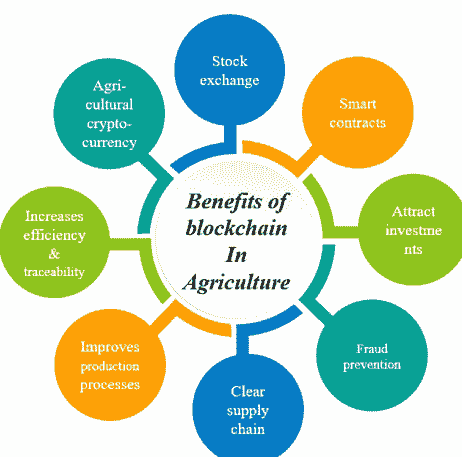 Stock
exchange
Smart
contracts
Attract
investme
nts
Fraud
prevention
Clear
supply
chain
Improves
production
processes
Increases
efficiency
&
traceability
Agri-
cultural
crypto-
currency
Benefits of
blockchain
In
Agriculture